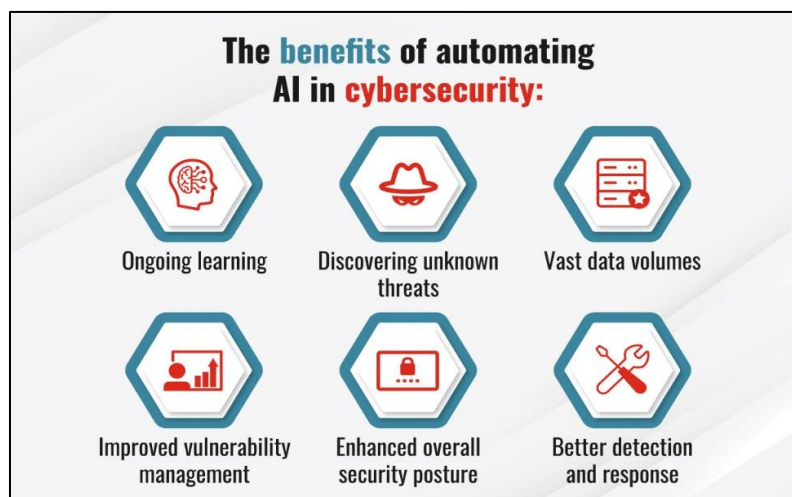 The benefits of automating
AI in cybersecurity:
Ongoing learning
Discovering unknown
threats
Vast data volumes
Improved vulnerability
management
Enhanced overall
security posture
Better detection
and response